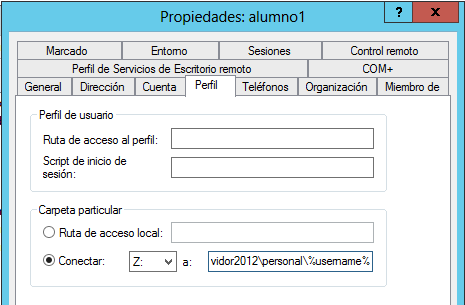 Propiedades: alumno1
? x
Marcado Entorno Sesiones Control remoto
Perfil de Servicios de Escritorio remoto COM+
General Dirección Cuenta Perfil Teléfonos Organización Miembro de
Perfil de usuario
Ruta de acceso al perfil:
Script de inicio de
sesión:
Carpeta particular
Ruta de acceso local:
Conectar: Z: a: vidor2012\personal\%username%